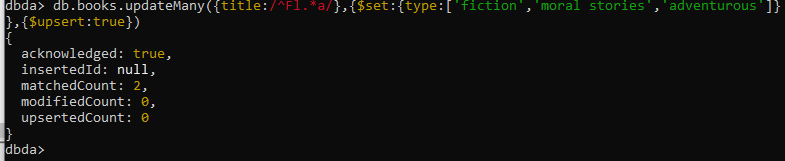 dbda> db.books.updateMany({title:/^Fl.*a/},{$set:{type:['fiction','moral stories','adventurous']}
},{$upsert:true})
{
  acknowledged: true,
  insertedId: null,
  matchedCount: 2,
  modifiedCount: 0,
  upsertedCount: 0
}
dbda>